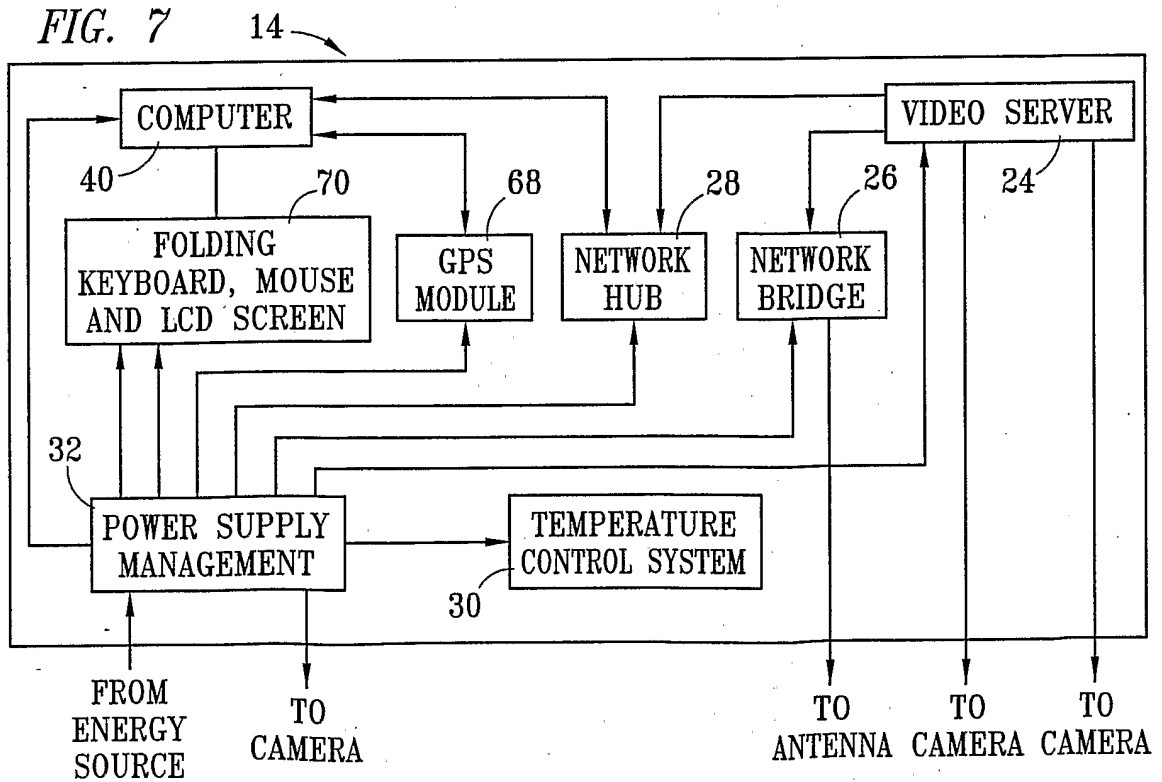 FIG. 7
14
COMPUTER
40
VIDEO SERVER
24
70
FOLDING
KEYBOARD, MOUSE
AND LCD SCREEN
68
GPS
MODULE
28
NETWORK
HUB
26
NETWORK
BRIDGE
32
POWER SUPPLY
MANAGEMENT
TEMPERATURE
CONTROL SYSTEM
30
FROM
ENERGY
SOURCE
TO
CAMERA
TO
ANTENNA
TO
CAMERA
TO
CAMERA